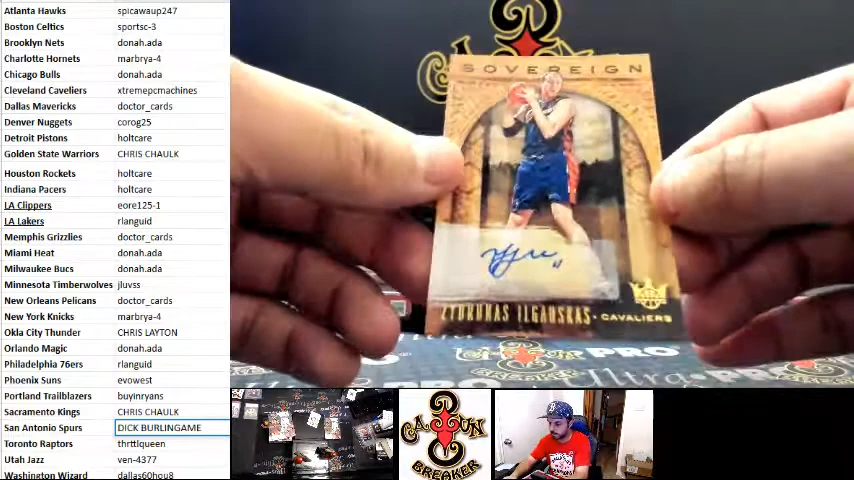 Atlanta Hawks spicawaup247
Boston Celtics sportsc-3
Brooklyn Nets donah.ada
Charlotte Hornets marbrya-4
Chicago Bulls donah.ada
Cleveland Cavaliers xtremepcmachines
Dallas Mavericks doctor_cards
Denver Nuggets corog25
Detroit Pistons holtcare
Golden State Warriors CHRIS CHAULK
Houston Rockets holtcare
Indiana Pacers holtcare
LA Clippers eore125-1
LA Lakers rlanguid
Memphis Grizzlies doctor_cards
Miami Heat donah.ada
Milwaukee Bucs donah.ada
Minnesota Timberwolves jluvss
New Orleans Pelicans doctor_cards
New York Knicks marbrya-4
Okla City Thunder CHRIS LAYTON
Orlando Magic donah.ada
Philadelphia 76ers rlanguid
Phoenix Suns evowest
Portland Trailblazers buyinryans
Sacramento Kings CHRIS CHAULK
San Antonio Spurs DICK BURLINGAME
Toronto Raptors thrttlqueen
Utah Jazz ven-4377
Washington Wizard dallas60hou8
SOVEREIGN
ZYDRUNAS ILGAUSKAS • CAVALIERS
PRO
CAJUN
BREAKER